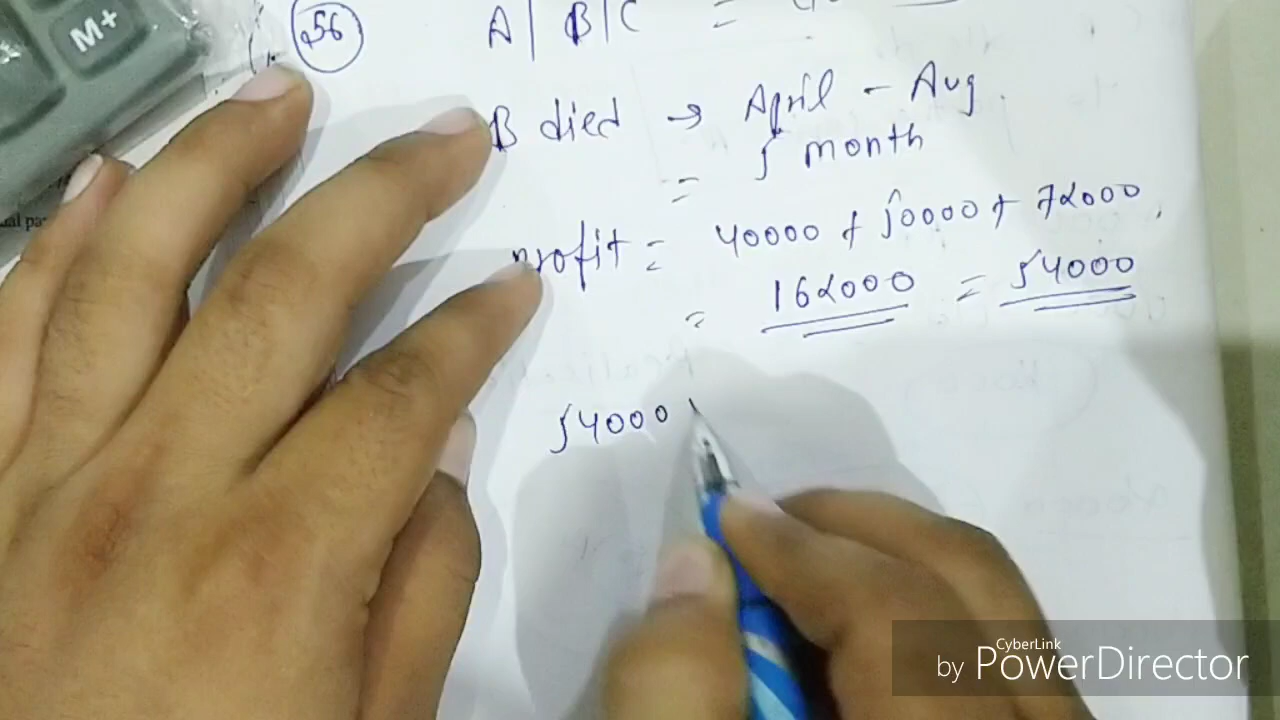 M+
56 A | B | C =
B died → April - Aug
= 5 month
profit = 40000 + 50000 + 72000
= 162000 = 54000
54000
CyberLink
by PowerDirector